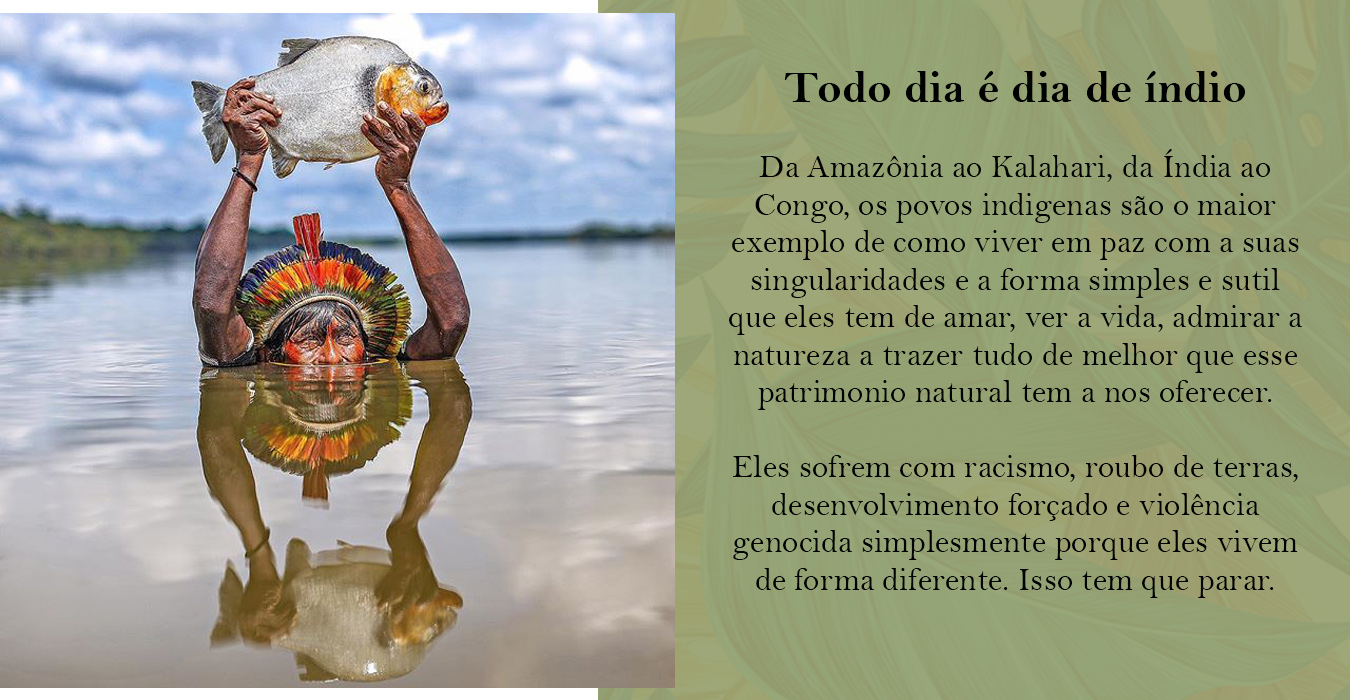 Todo dia é dia de índio
Da Amazônia ao Kalahari, da Índia ao
Congo, os povos indigenas são o maior
exemplo de como viver em paz com a suas
singularidades e a forma simples e sutil
que eles tem de amar, ver a vida, admirar a
natureza a trazer tudo de melhor que esse
patrimonio natural tem a nos oferecer.
Eles sofrem com racismo, roubo de terras,
desenvolvimento forçado e violência
genocida simplesmente porque eles vivem
de forma diferente. Isso tem que parar.